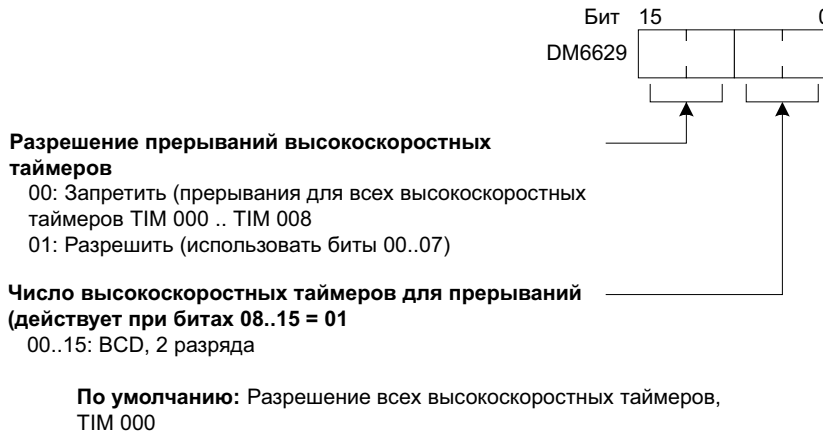 Бит 15 0
DM6629
Разрешение прерываний высокоскоростных
таймеров
00: Запретить (прерывания для всех высокоскоростных
таймеров TIM 000 .. TIM 008
01: Разрешить (использовать биты 00..07)
Число высокоскоростных таймеров для прерываний
(действует при битах 08..15 = 01
00..15: BCD, 2 разряда
По умолчанию: Разрешение всех высокоскоростных таймеров,
TIM 000